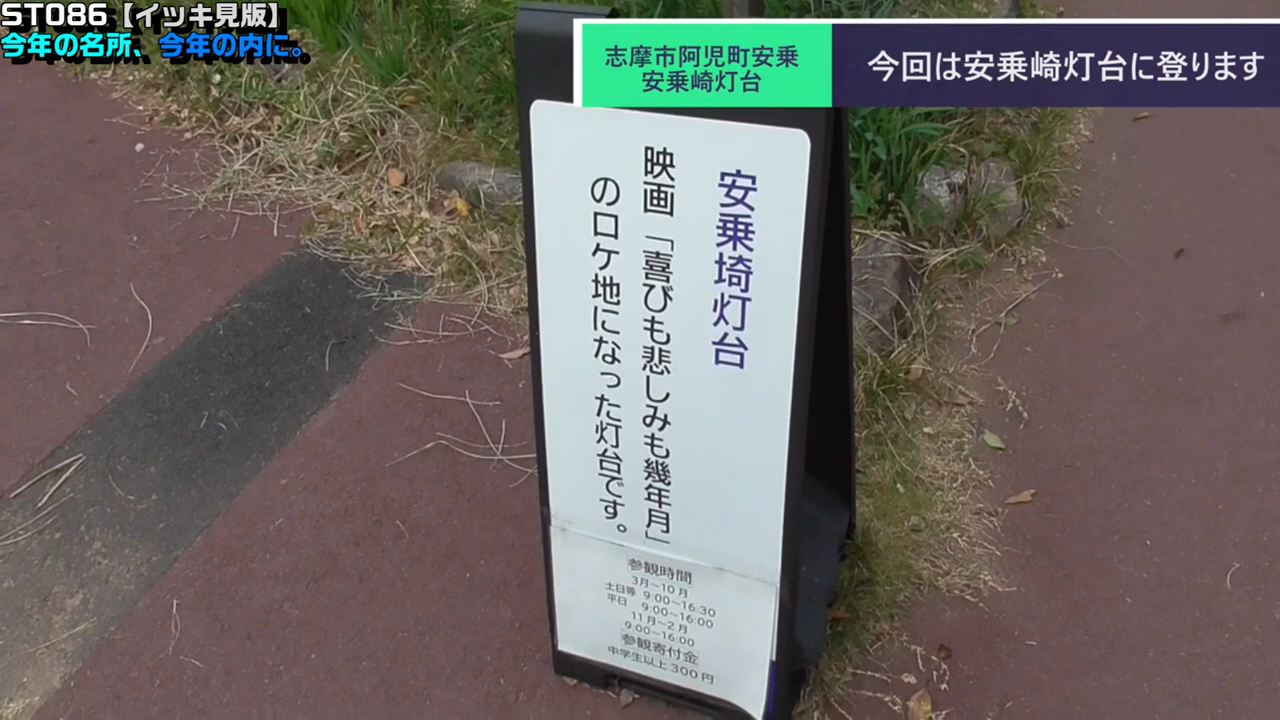 ST086【イッキ見版】
今年の名所、今年の内に。
志摩市阿児町安乗
安乗崎灯台
今回は安乗崎灯台に登ります
安乗埼灯台
映画「喜びも悲しみも幾年月」
のロケ地になった灯台です。
参観時間
3月~10月
土日等 9:00~16:30
平日 9:00~16:00
11月~2月
9:00~16:00
参観寄付金
中学生以上300円